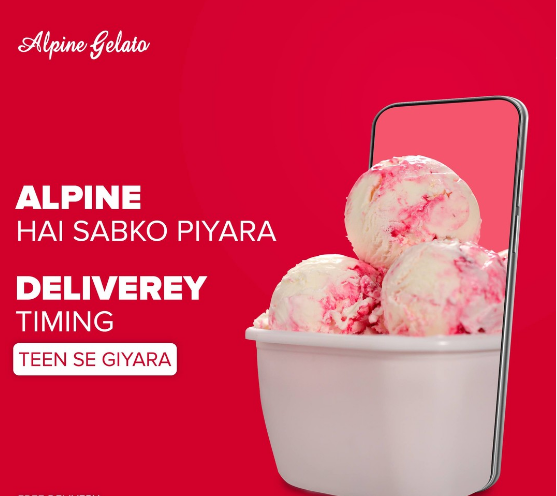 Alpine Gelato
ALPINE
HAI SABKO PIYARA
DELIVEREY
TIMING
TEEN SE GIYARA